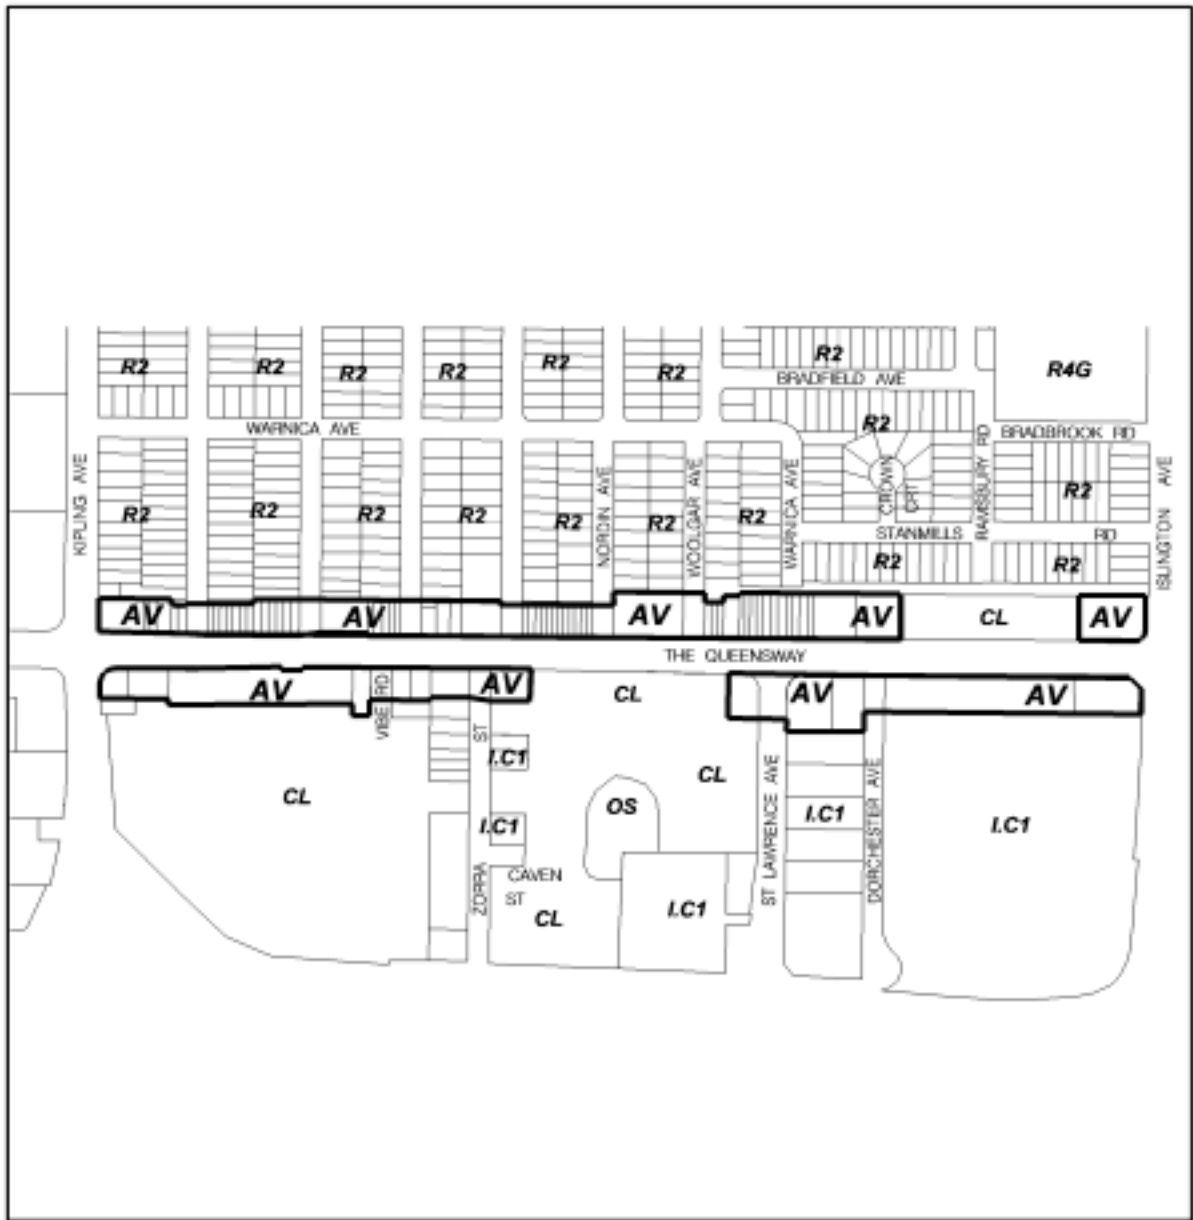 R2 R2 R2 R2 R2 R2 R2 R4G
BRADFIELD AVE
WARNICA AVE
R2
BRADBROOK RD
KIPLING AVE
NORDIN AVE
WOOLGAR AVE
WARNICA AVE
CROWN
CRT
RAMSBURY RD
ISLINGTON AVE
R2 R2 R2 R2 R2 R2 R2 R2
STANMILLS RD
R2 R2
AV AV AV AV CL AV
THE QUEENSWAY
AV AV CL AV AV
VIBE RD
ZORRA ST
I.C1
CL
CL
OS
I.C1
I.C1
I.C1
ST LAWRENCE AVE
DORCHESTER AVE
CAVEN
ST
CL
I.C1